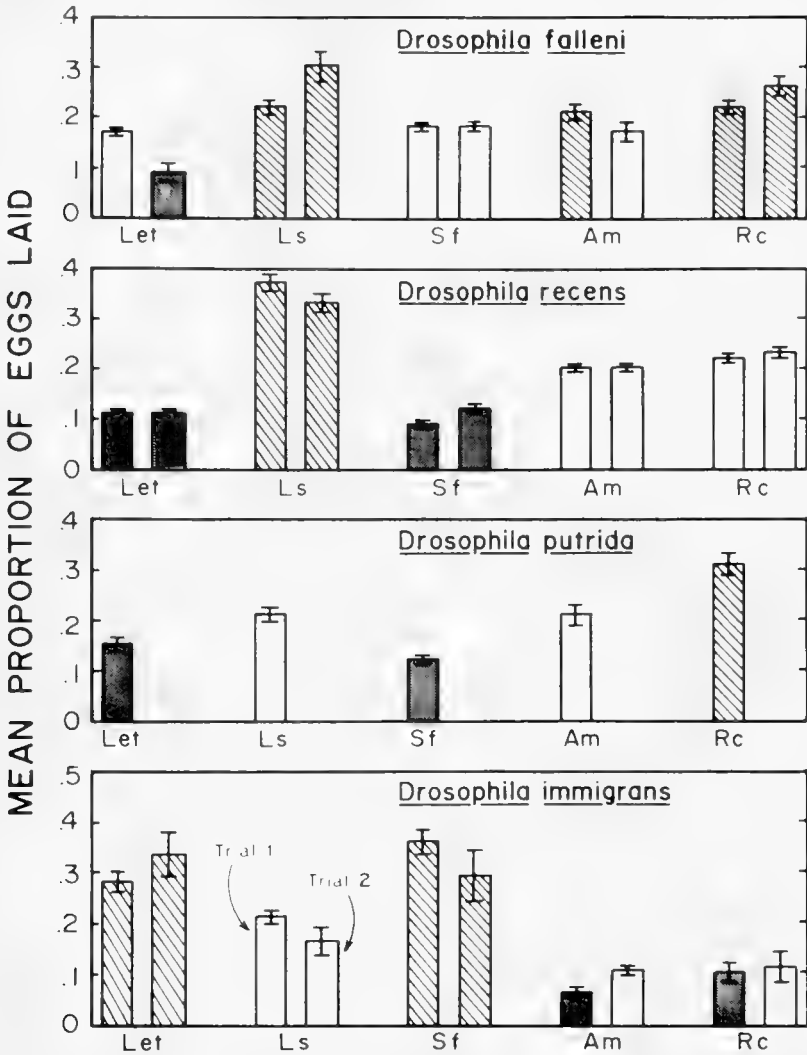 MEAN PROPORTION OF EGGS LAID
Drosophila falleni
.4
.3
.2
.1
0
Let Ls Sf Am Rc
Drosophila recens
.4
.3
.2
.1
0
Let Ls Sf Am Rc
Drosophila putrida
.4
.3
.2
.1
0
Let Ls Sf Am Rc
Drosophila immigrans
.5
.4
.3
.2
.1
0
Trial 1
Trial 2
Let Ls Sf Am Rc